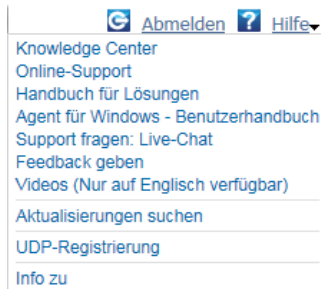 Abmelden Hilfe
Knowledge Center
Online-Support
Handbuch für Lösungen
Agent für Windows - Benutzerhandbuch
Support fragen: Live-Chat
Feedback geben
Videos (Nur auf Englisch verfügbar)
Aktualisierungen suchen
UDP-Registrierung
Info zu